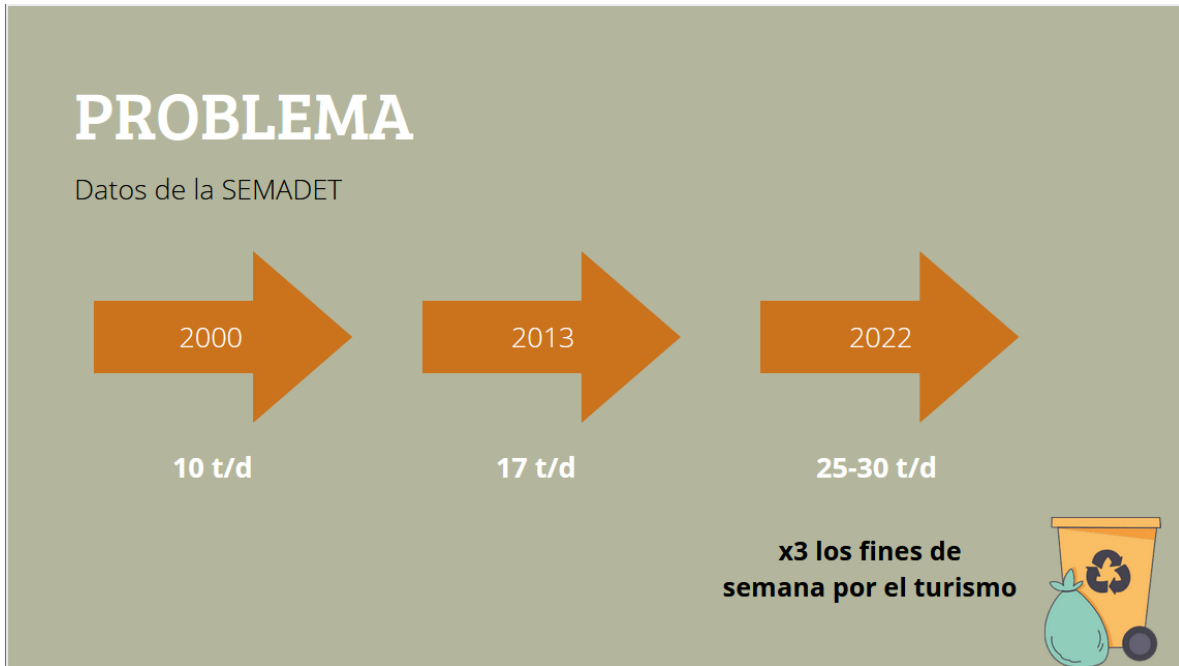 PROBLEMA
Datos de la SEMADET
2000
2013
2022
10 t/d
17 t/d
25-30 t/d
x3 los fines de
semana por el turismo